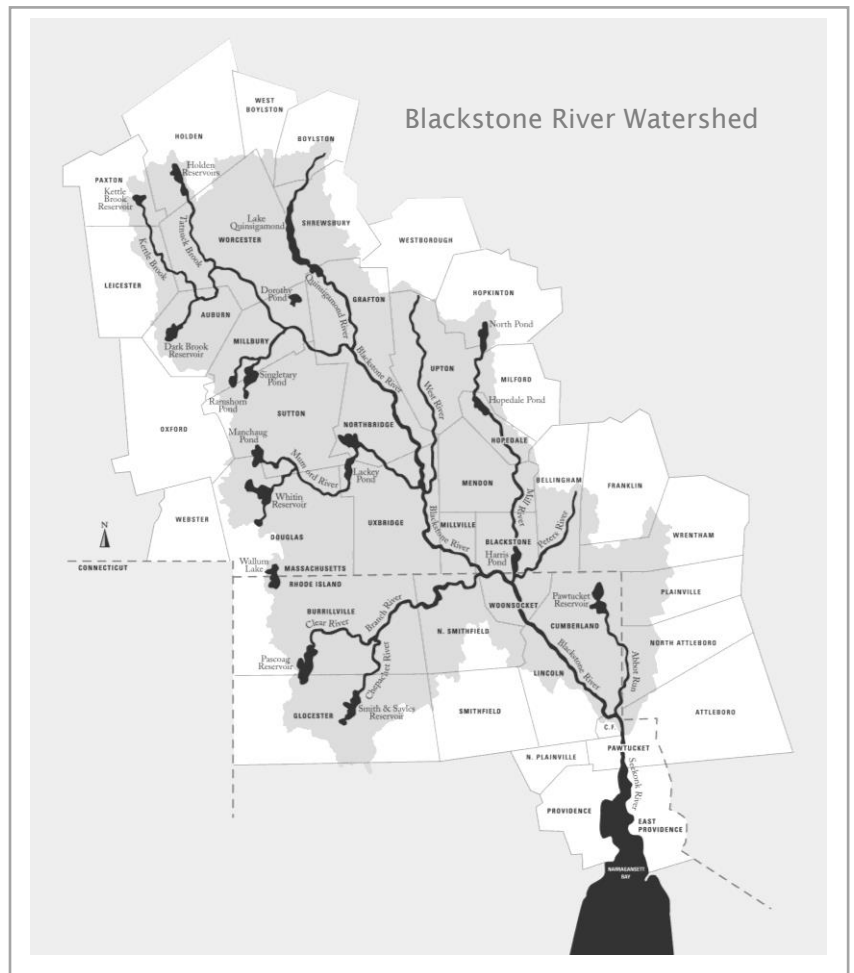 Blackstone River Watershed
WEST
BOYLSTON
HOLDEN
BOYLSTON
PAXTON
Holden
Reservoirs
Kettle
Brook
Reservoir
Lake
Quinsigamond
SHREWSBURY
Tatnuck Brook
WORCESTER
WESTBOROUGH
Kettle Brook
LEICESTER
HOPKINTON
Dorothy
Pond
Quinsigamond River
GRAFTON
AUBURN
North Pond
MILLBURY
Dark Brook
Reservoir
Blackstone River
UPTON
West River
MILFORD
Singletary
Pond
Ramshorn
Pond
Hopedale Pond
SUTTON
OXFORD
NORTHBRIDGE
Manchaug
Pond
HOPEDALE
Mumford River
Lackey
Pond
MENDON
BELLINGHAM
FRANKLIN
Mill River
Whitin
Reservoir
WEBSTER
N
UXBRIDGE
Blackstone River
MILLVILLE
Peters River
WRENTHAM
DOUGLAS
BLACKSTONE
Harris
Pond
Wallum
Lake
MASSACHUSETTS
CONNECTICUT
RHODE ISLAND
PLAINVILLE
Pawtucket
Reservoir
WOONSOCKET
BURRILLVILLE
Branch River
Clear River
CUMBERLAND
N. SMITHFIELD
NORTH ATTLEBORO
Blackstone River
Abbot Run
Pascoag
Reservoir
Chepachet River
LINCOLN
Smith & Sayles
Reservoir
GLOCESTER
SMITHFIELD
ATTLEBORO
C.F.
PAWTUCKET
N. PLAINVILLE
Seekonk River
PROVIDENCE
EAST
PROVIDENCE
NARRAGANSETT
BAY